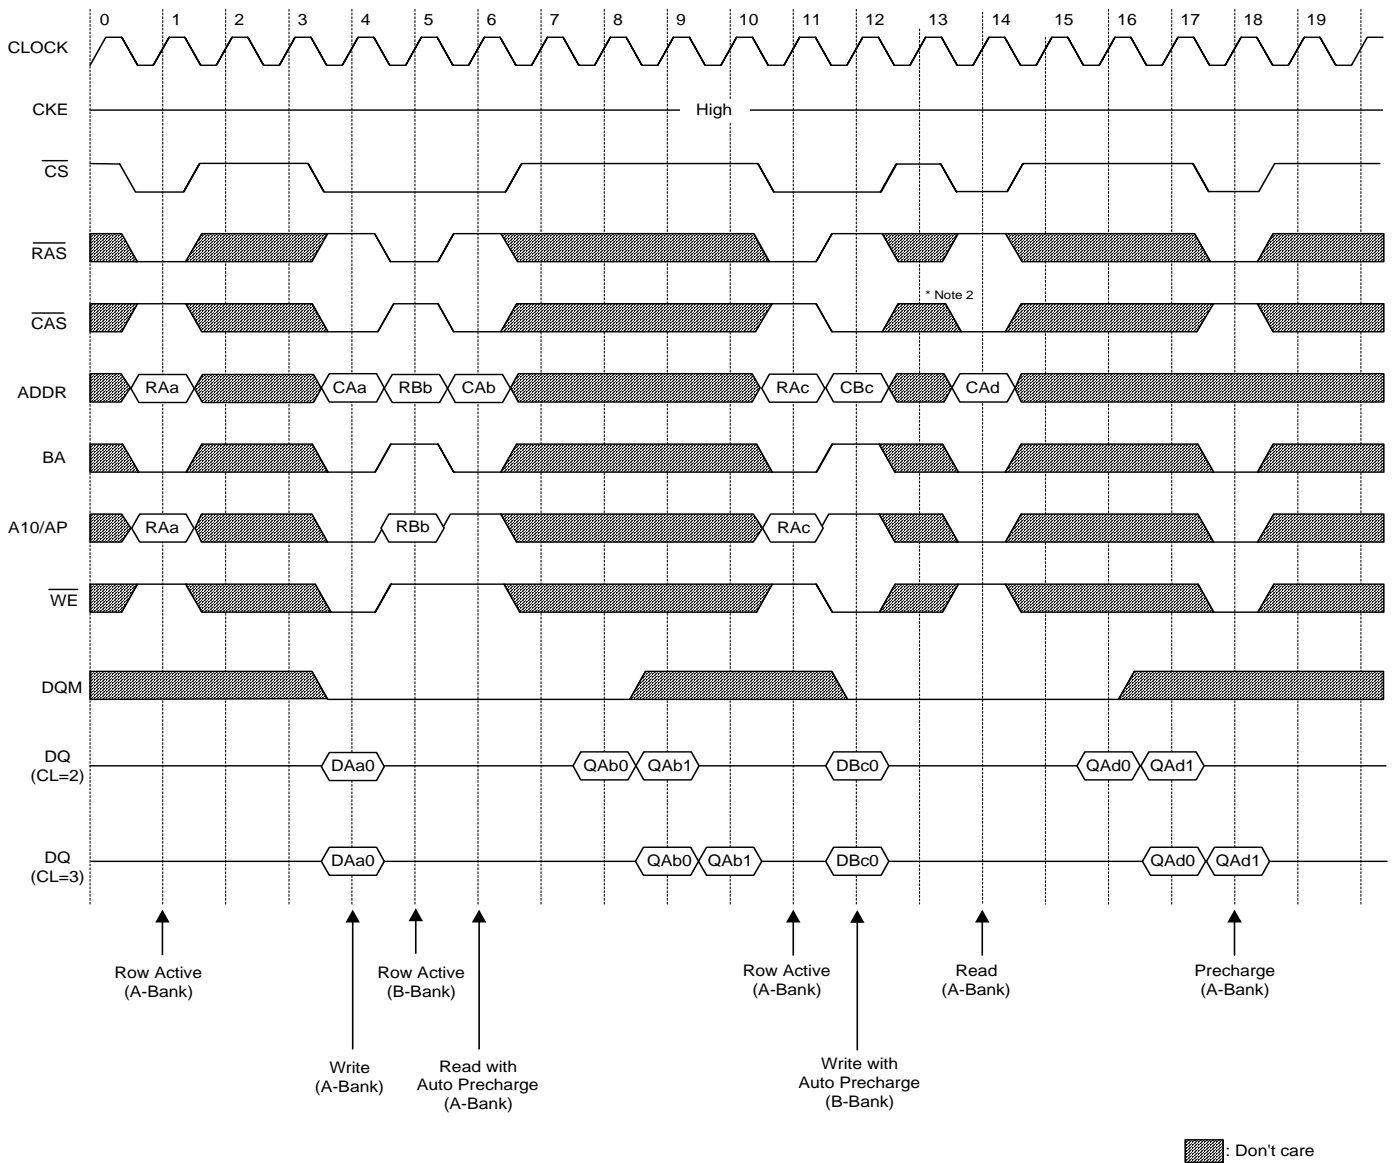 0 1 2 3 4 5 6 7 8 9 10 11 12 13 14 15 16 17 18 19
CLOCK
CKE High
CS
RAS
CAS * Note 2
ADDR RAa CAa RBb CAb RAc CBc CAd
BA
A10/AP RAa RBb RAc
WE
DQM
DQ
(CL=2) DAa0 QAb0 QAb1 DBc0 QAd0 QAd1
DQ
(CL=3) DAa0 QAb0 QAb1 DBc0 QAd0 QAd1
Row Active
(A-Bank)
Row Active
(B-Bank)
Row Active
(A-Bank)
Read
(A-Bank)
Precharge
(A-Bank)
Write
(A-Bank)
Read with
Auto Precharge
(A-Bank)
Write with
Auto Precharge
(B-Bank)
: Don't care